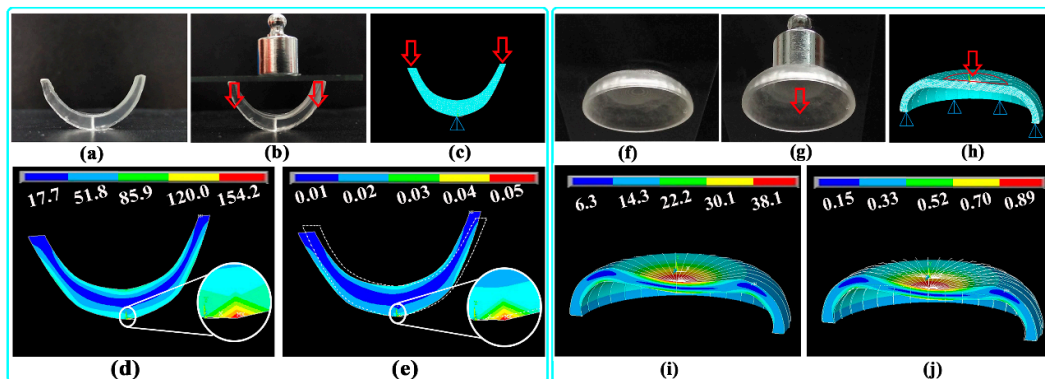 (a)
(b)
(c)
(f)
(g)
(h)
17.7 51.8 85.9 120.0 154.2
0.01 0.02 0.03 0.04 0.05
6.3 14.3 22.2 30.1 38.1
0.15 0.33 0.52 0.70 0.89
(d)
(e)
(i)
(j)